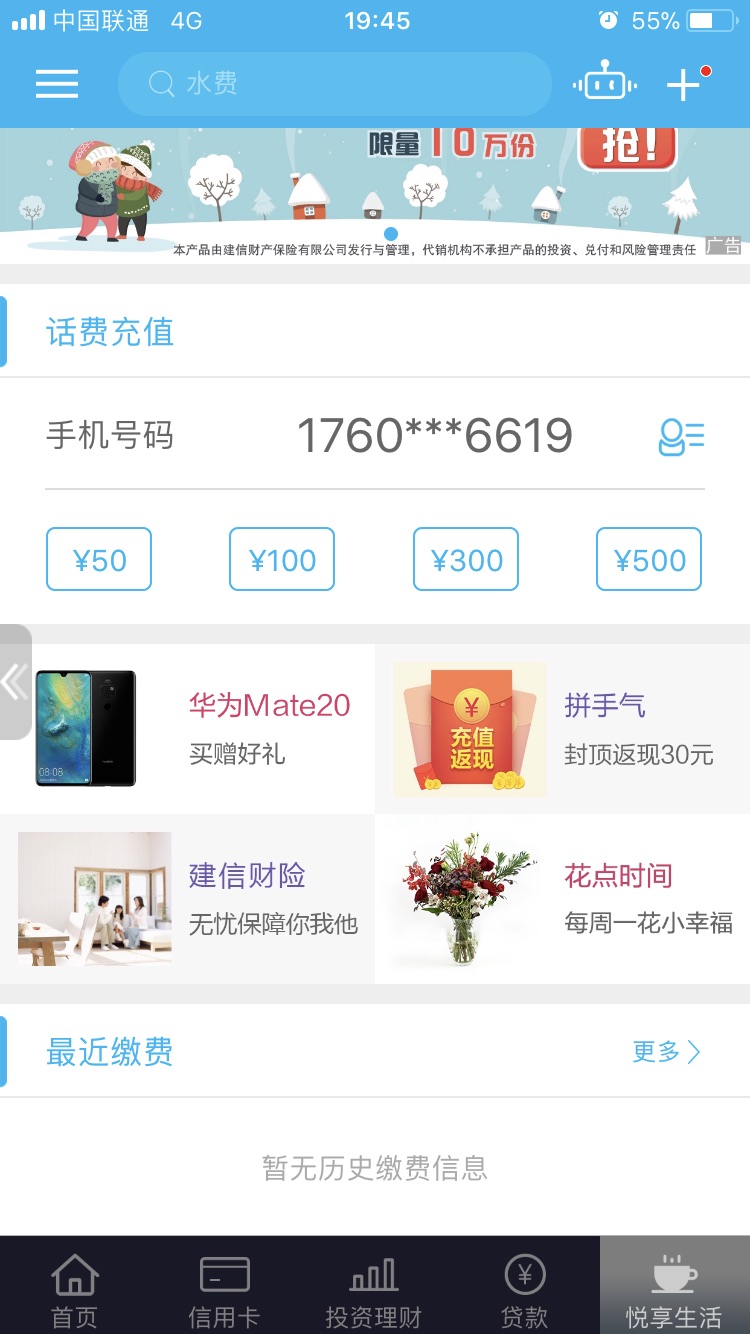 中国联通 4G 19:45 55%
水费
限量10万份 抢!
本产品由建信财产保险有限公司发行与管理，代销机构不承担产品的投资、兑付和风险管理责任 广告
话费充值
手机号码 1760***6619
¥50 ¥100 ¥300 ¥500
华为Mate20
买赠好礼
08:08
HUAWEI
拼手气
封顶返现30元
¥
充值
返现
建信财险
无忧保障你我他
花点时间
每周一花小幸福
最近缴费 更多
暂无历史缴费信息
首页 信用卡 投资理财 贷款 悦享生活